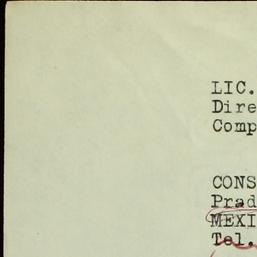 LIC.
Dire
Comp
CONS
Prad
MEXI
Tel.